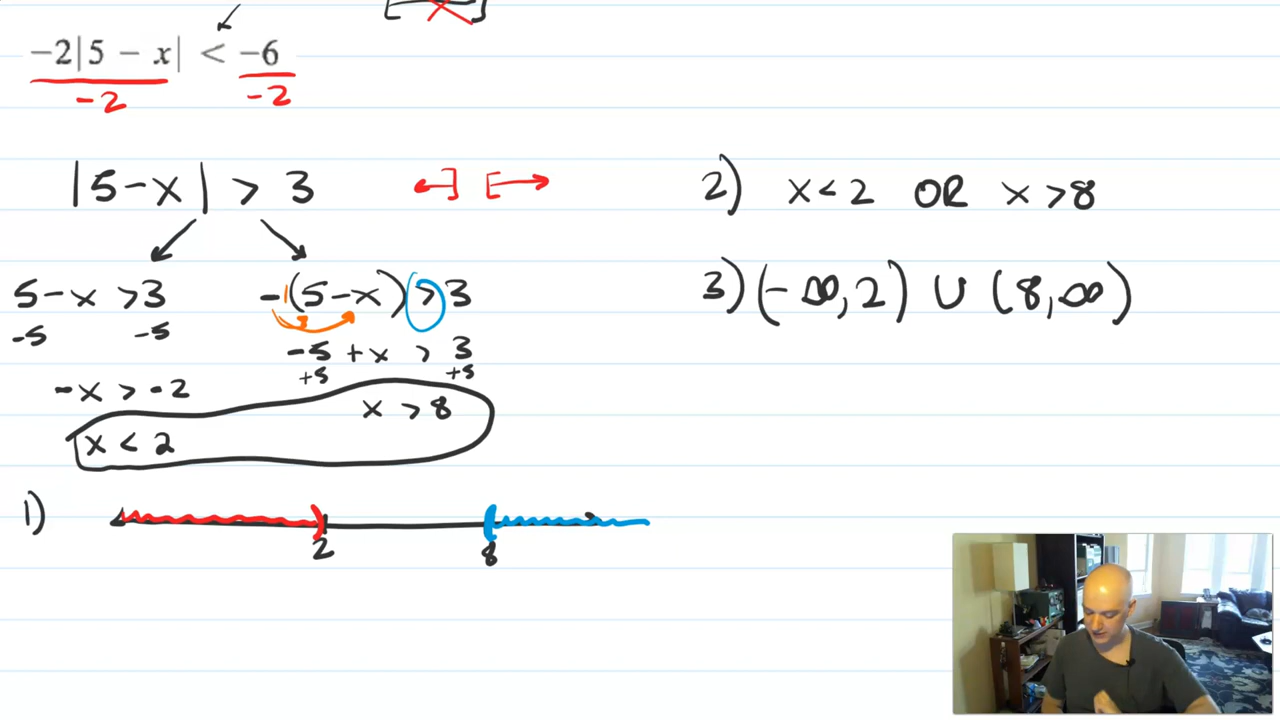 −2|5 − x| < −6
-2 -2
|5-x| > 3
5-x >3
-5 -5
-x > -2
x < 2
-1(5-x) > 3
-5 + x > 3
+5 +5
x > 8
1)
2 8
2) x < 2 OR x > 8
3) (-∞, 2) ∪ (8, ∞)